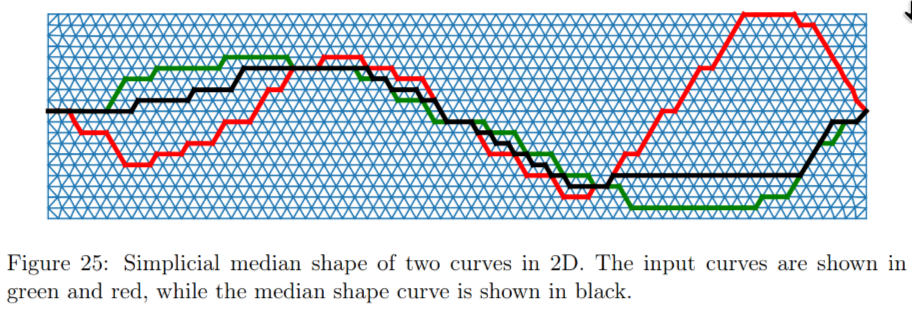 Figure 25: Simplicial median shape of two curves in 2D. The input curves are shown in
green and red, while the median shape curve is shown in black.